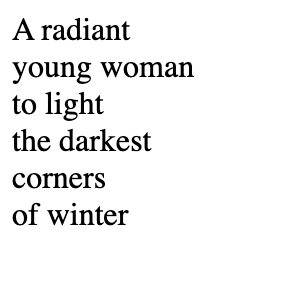 A radiant
young woman
to light
the darkest
corners
of winter